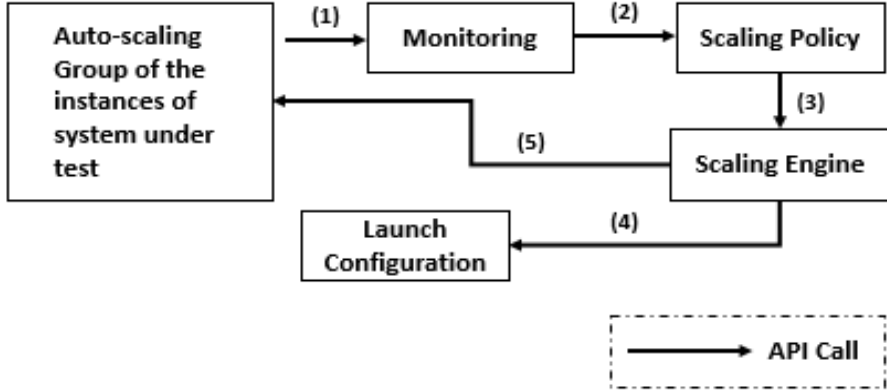 Auto-scaling
Group of the
instances of
system under
test
(1)
Monitoring
(2)
Scaling Policy
(3)
Scaling Engine
(5)
(4)
Launch
Configuration
API Call